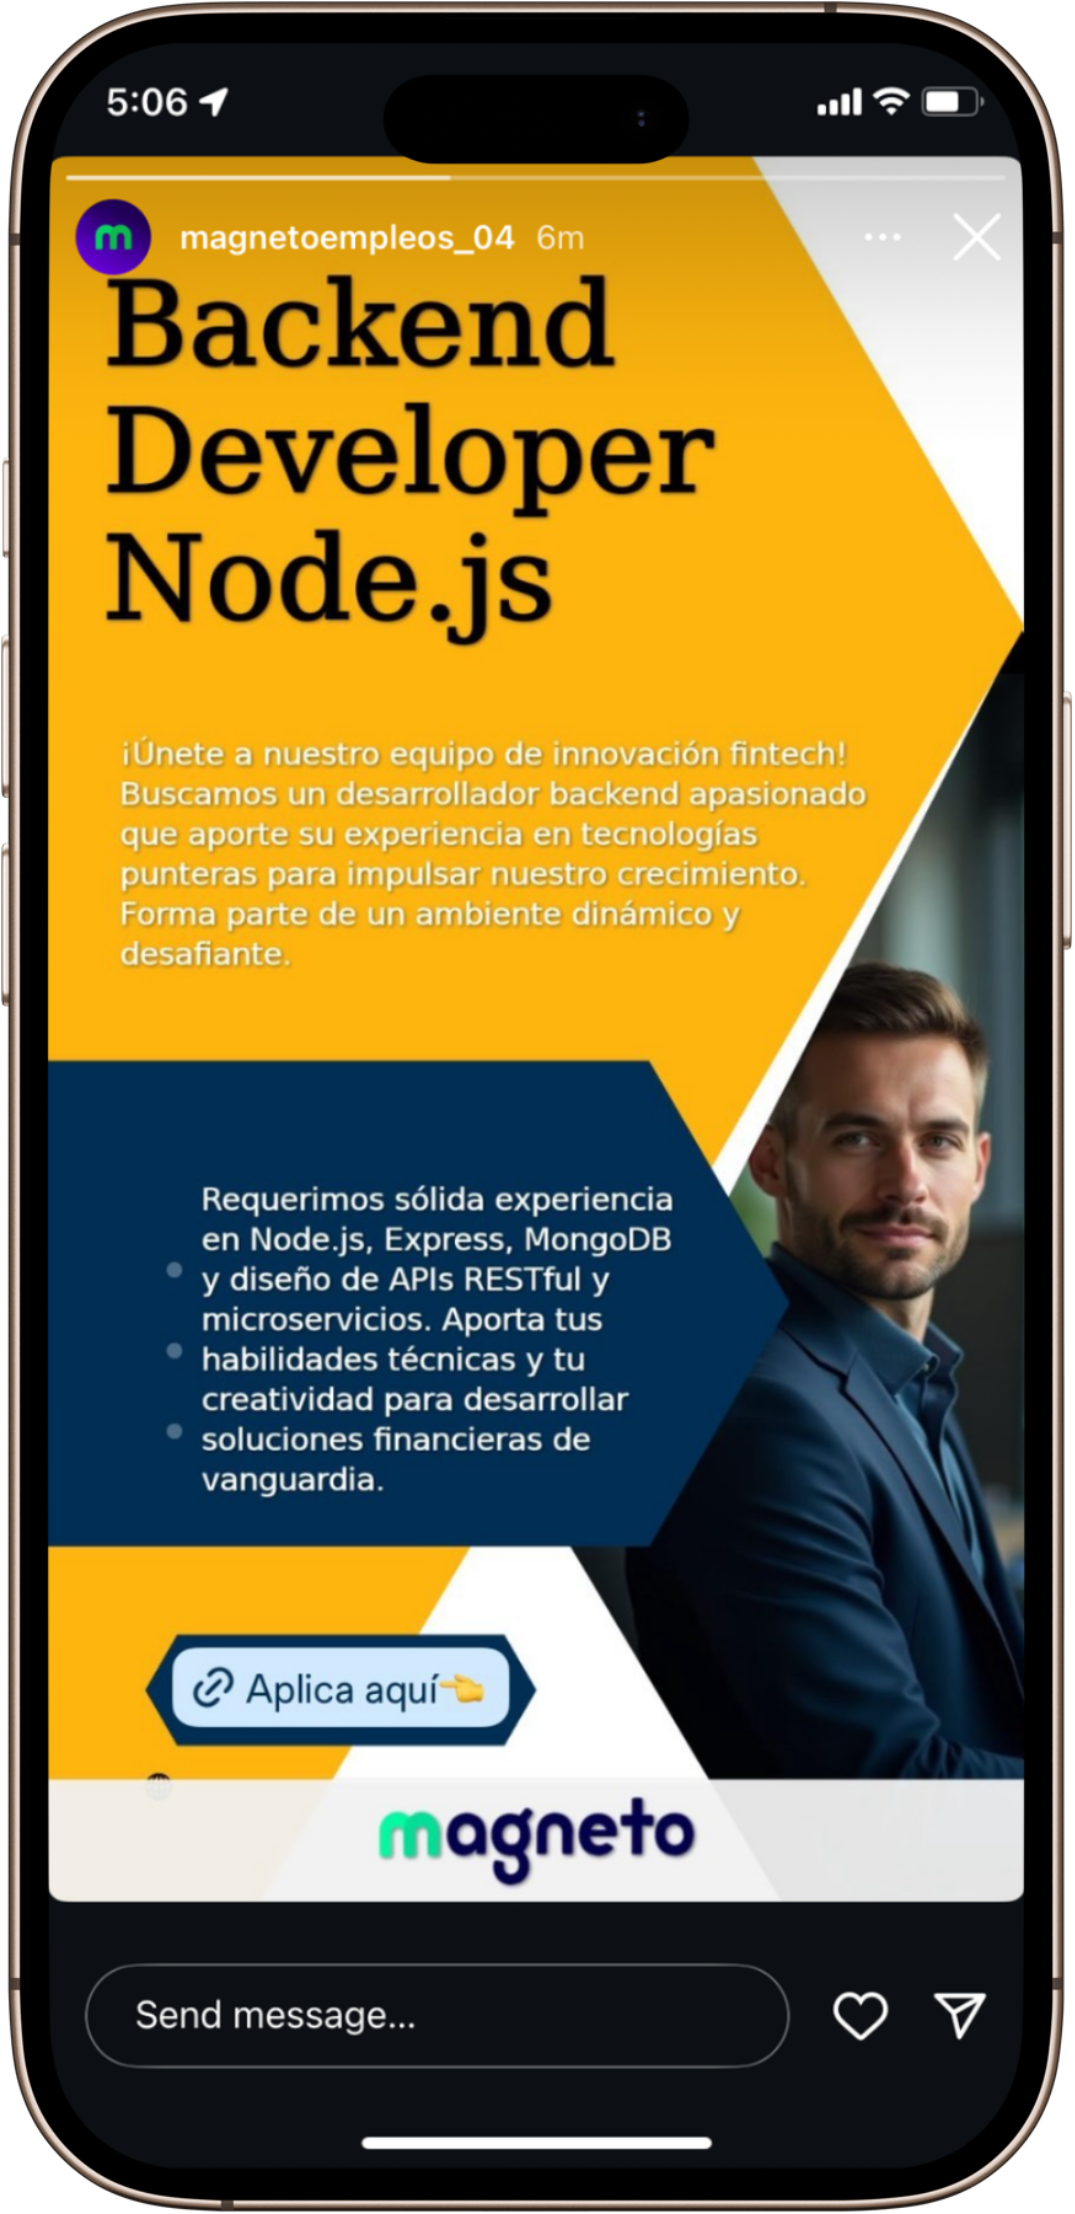 5:06
magnetoempleos_04 6m
Backend
Developer
Node.js
¡Únete a nuestro equipo de innovación fintech!
Buscamos un desarrollador backend apasionado
que aporte su experiencia en tecnologías
punteras para impulsar nuestro crecimiento.
Forma parte de un ambiente dinámico y
desafiante.
Requerimos sólida experiencia
en Node.js, Express, MongoDB
y diseño de APIs RESTful y
microservicios. Aporta tus
habilidades técnicas y tu
creatividad para desarrollar
soluciones financieras de
vanguardia.
Aplica aquí👈
magneto
Send message...